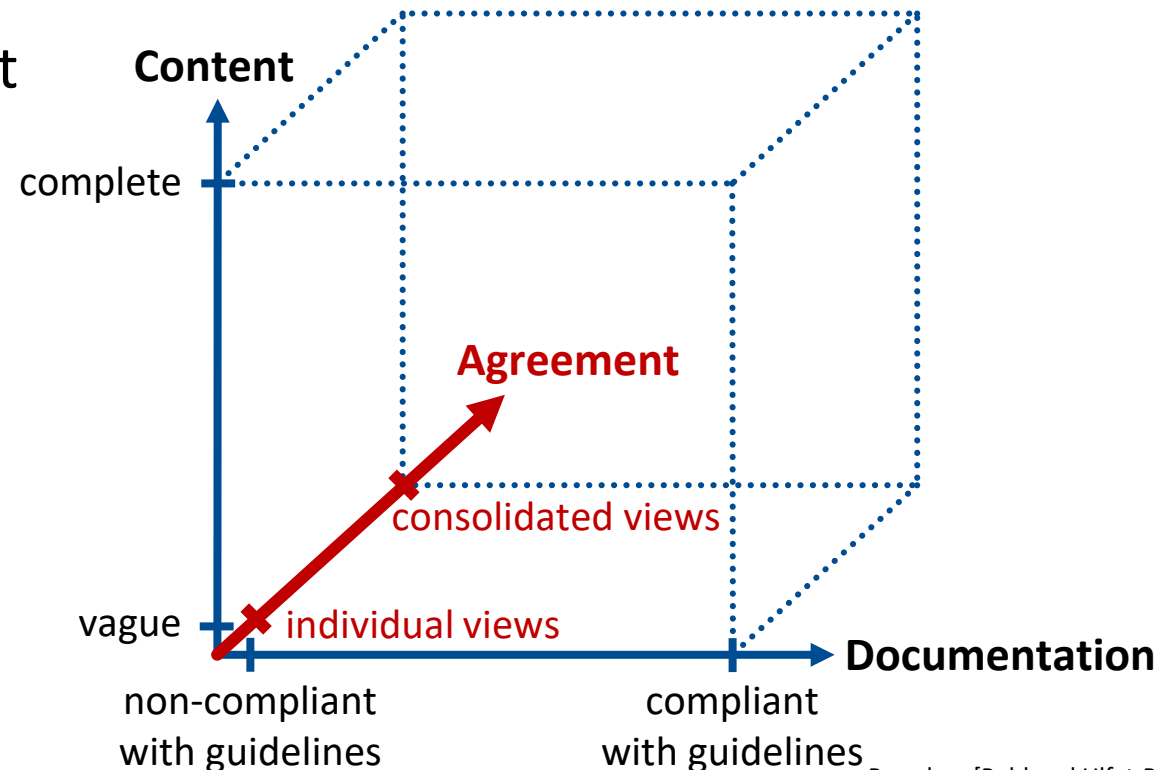 t
Content
complete
Agreement
consolidated views
vague
individual views
Documentation
non-compliant
with guidelines
compliant
with guidelines